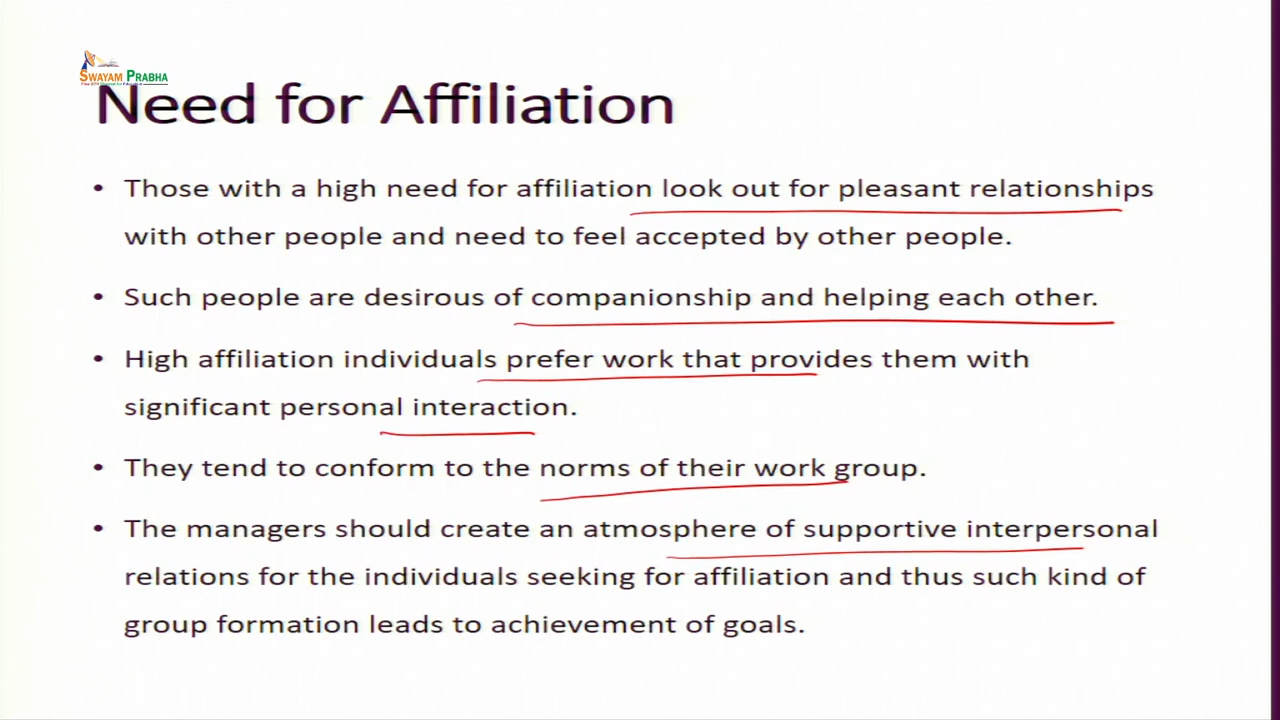 SWAYAM PRABHA
Need for Affiliation
• Those with a high need for affiliation look out for pleasant relationships
with other people and need to feel accepted by other people.
• Such people are desirous of companionship and helping each other.
• High affiliation individuals prefer work that provides them with
significant personal interaction.
• They tend to conform to the norms of their work group.
• The managers should create an atmosphere of supportive interpersonal
relations for the individuals seeking for affiliation and thus such kind of
group formation leads to achievement of goals.